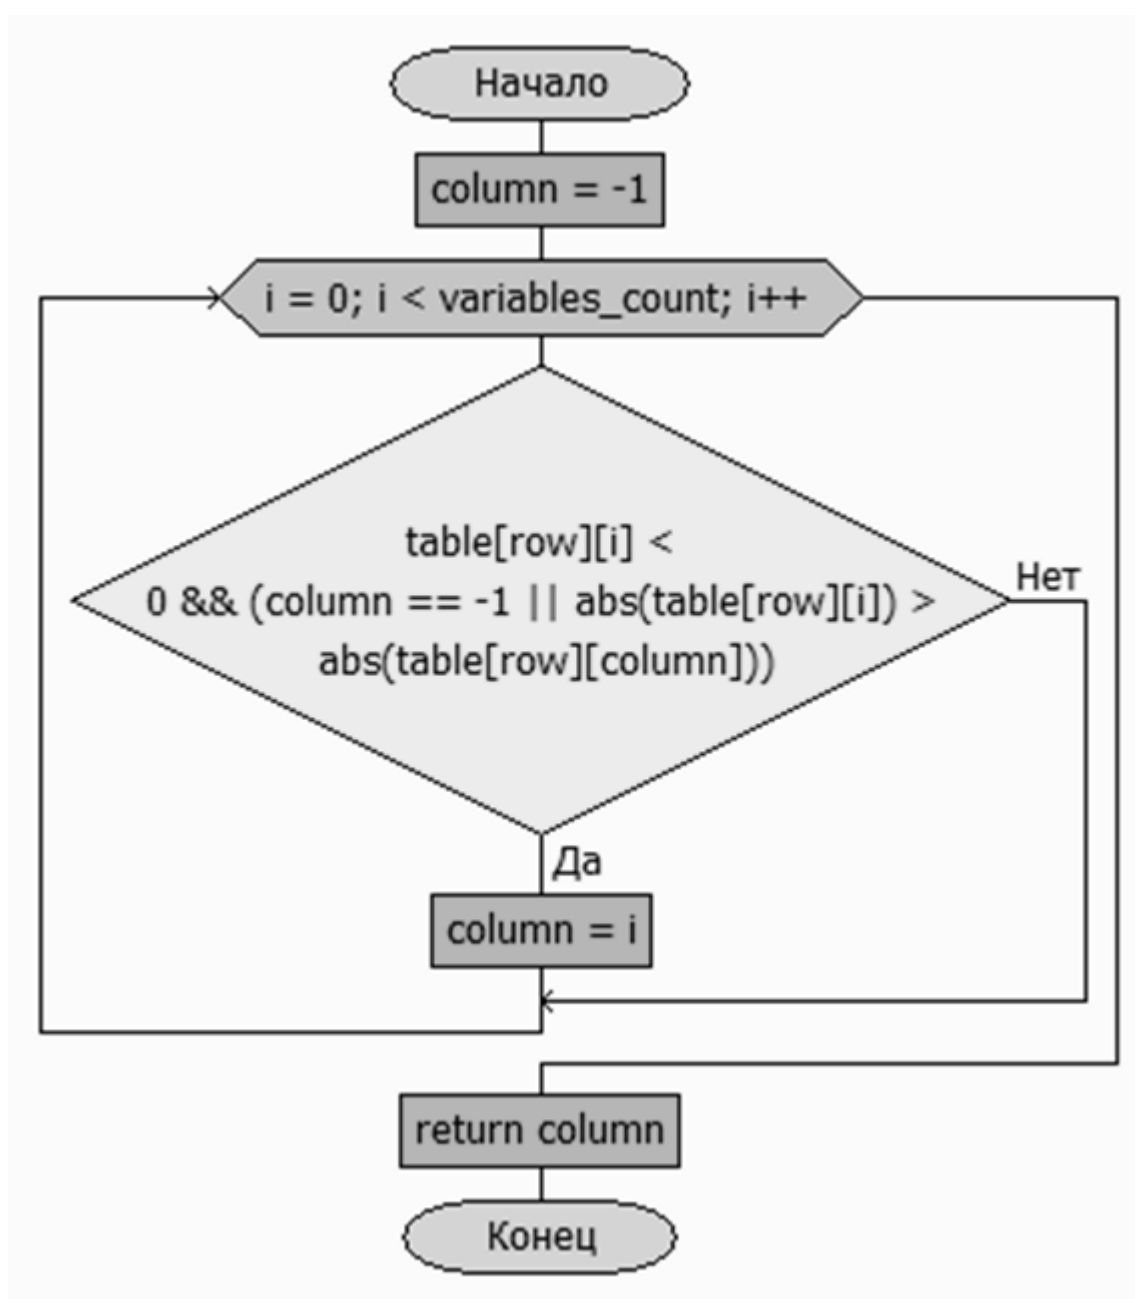 Начало
column = -1
i = 0; i < variables_count; i++
table[row][i] <
0 && (column == -1 || abs(table[row][i]) >
abs(table[row][column]))
Нет
Да
column = i
return column
Конец